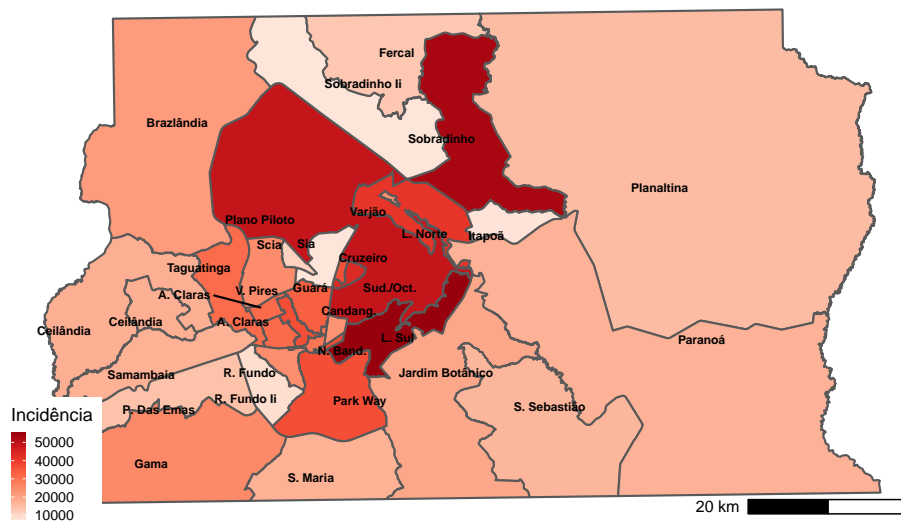 Fercal
Sobradinho Ii
Brazlândia
Sobradinho
Planaltina
Plano Piloto
Varjão
L. Norte
Itapoã
Scia
Sia
Cruzeiro
Taguatinga
V. Pires
Guará
Sud./Oct.
A. Claras
Candang.
Ceilândia
Ceilândia
A. Claras
L. Sul
Paranoá
N. Band.
Samambaia
R. Fundo
Jardim Botânico
R. Fundo Ii
Park Way
P. Das Emas
S. Sebastião
Gama
S. Maria
Incidência
50000
40000
30000
20000
10000
20 km